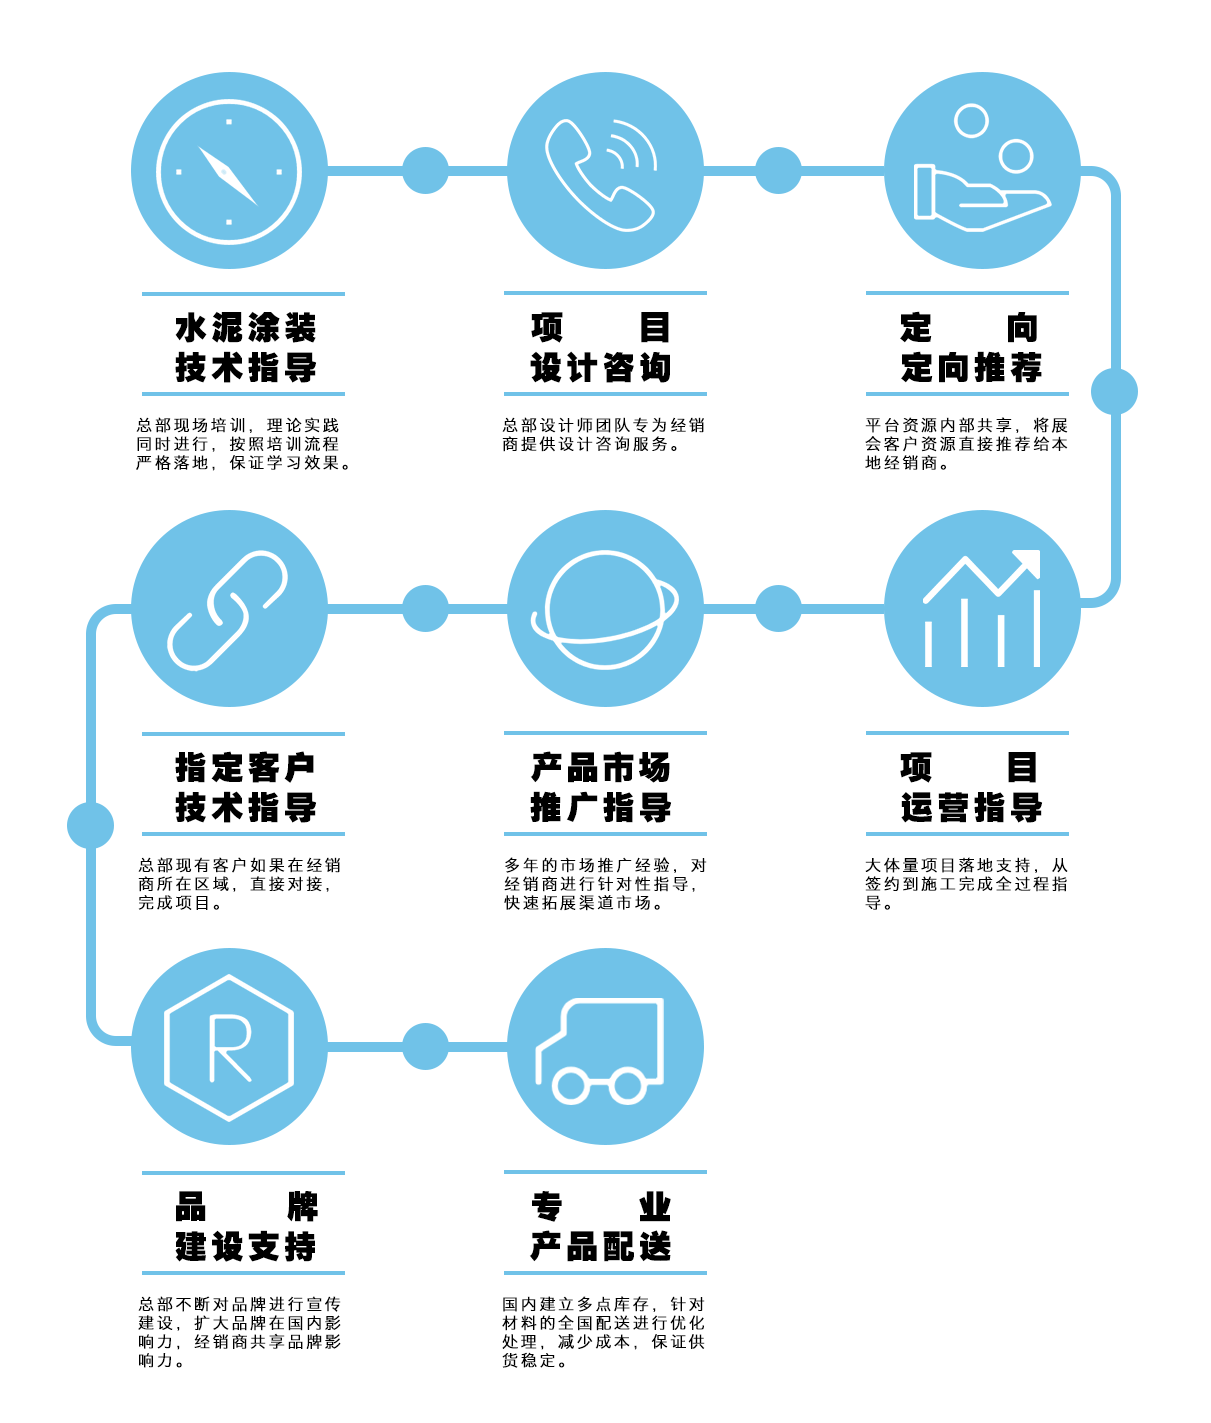 水泥涂装
技术指导
总部现场培训，理论实践
同时进行，按照培训流程
严格落地，保证学习效果。
项 目
设计咨询
总部设计师团队专为经销
商提供设计咨询服务。
定 向
定向推荐
平台资源内部共享，将展
会客户资源直接推荐给本
地经销商。
指定客户
技术指导
总部现有客户如果在经销
商所在区域，直接对接，
完成项目。
产品市场
推广指导
多年的市场推广经验，对
经销商进行针对性指导，
快速拓展渠道市场。
项 目
运营指导
大体量项目落地支持，从
签约到施工完成全过程指
导。
R
品 牌
建设支持
总部不断对品牌进行宣传
建设，扩大品牌在国内影
响力，经销商共享品牌影
响力。
专 业
产品配送
国内建立多点库存，针对
材料的全国配送进行优化
处理，减少成本，保证供
货稳定。